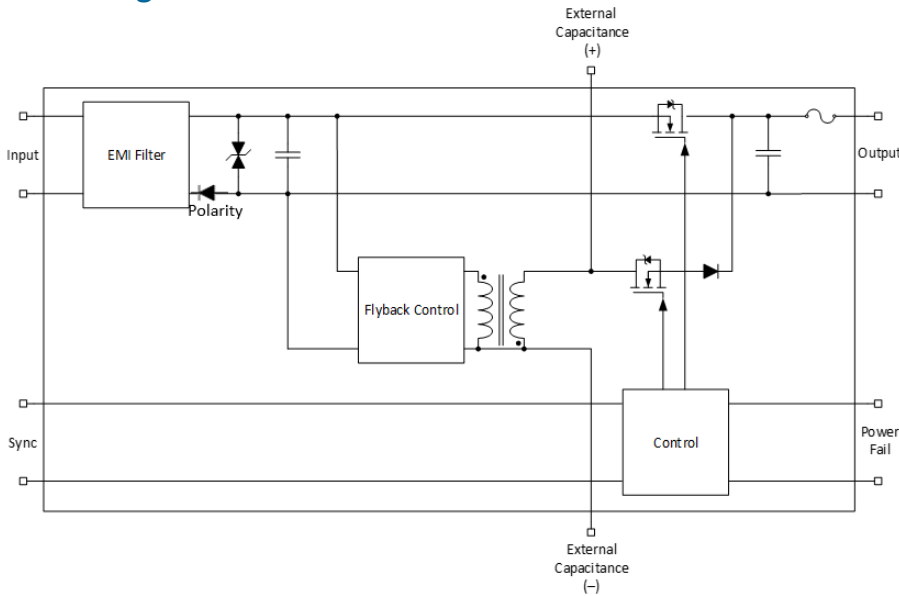 External
Capacitance
(+)
Input
EMI Filter
Output
Polarity
Flyback Control
Sync
Control
Power
Fail
External
Capacitance
(–)